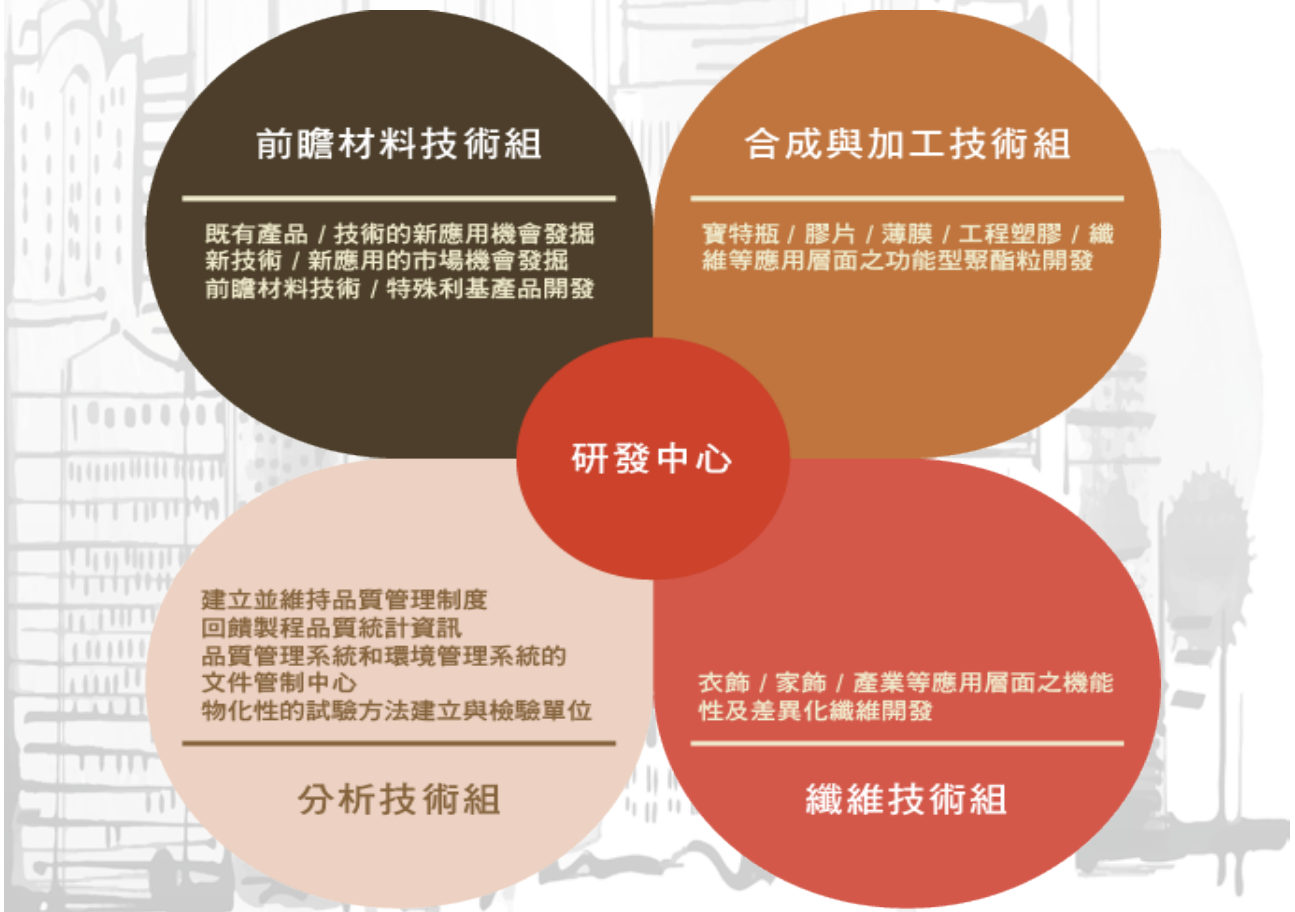 前瞻材料技術組
既有產品 / 技術的新應用機會發掘
新技術 / 新應用的市場機會發掘
前瞻材料技術 / 特殊利基產品開發
合成與加工技術組
寶特瓶 / 膠片 / 薄膜 / 工程塑膠 / 纖
維等應用層面之功能型聚酯粒開發
研發中心
建立並維持品質管理制度
回饋製程品質統計資訊
品質管理系統和環境管理系統的
文件管制中心
物化性的試驗方法建立與檢驗單位
分析技術組
衣飾 / 家飾 / 產業等應用層面之機能
性及差異化纖維開發
纖維技術組